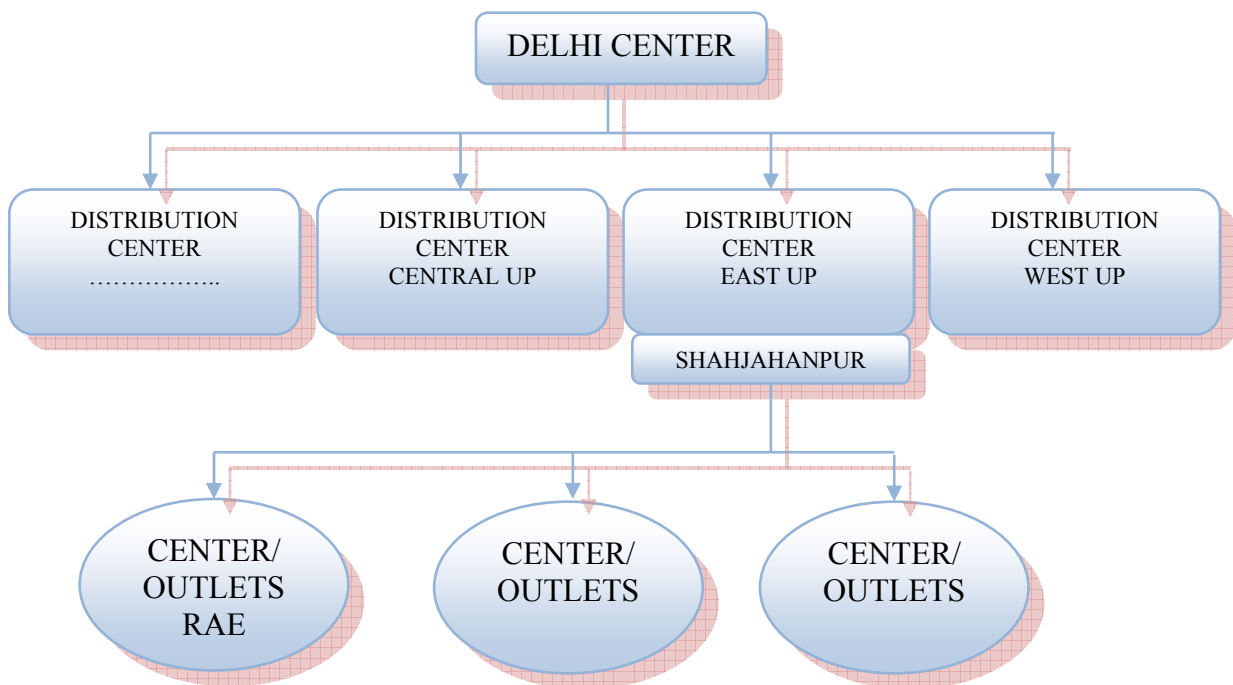 DELHI CENTER
DISTRIBUTION
CENTER
……………..
DISTRIBUTION
CENTER
CENTRAL UP
DISTRIBUTION
CENTER
EAST UP
DISTRIBUTION
CENTER
WEST UP
SHAHJAHANPUR
CENTER/
OUTLETS
RAE
CENTER/
OUTLETS
CENTER/
OUTLETS